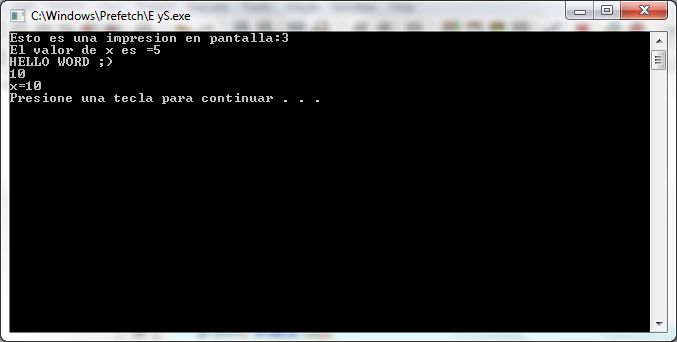 C:\Windows\Prefetch\E yS.exe
Esto es una impresion en pantalla:3
El valor de x es =5
HELLO WORD ;)
10
x=10
Presione una tecla para continuar . . .